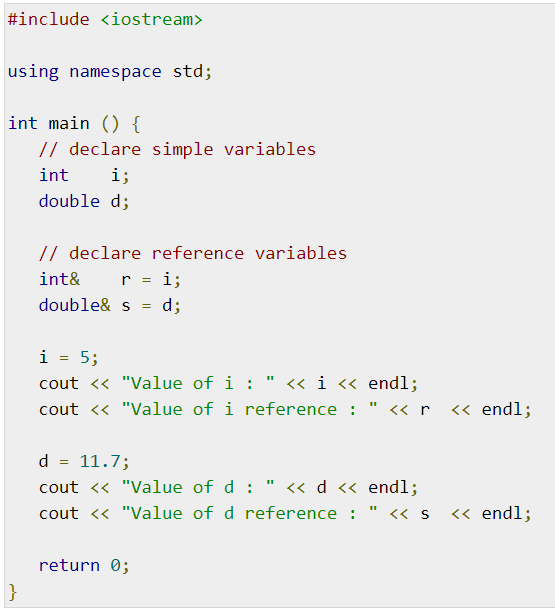 #include <iostream>
using namespace std;
int main () {
// declare simple variables
int    i;
double d;
// declare reference variables
int&    r = i;
double& s = d;
i = 5;
cout << "Value of i : " << i << endl;
cout << "Value of i reference : " << r  << endl;
d = 11.7;
cout << "Value of d : " << d << endl;
cout << "Value of d reference : " << s  << endl;
return 0;
}